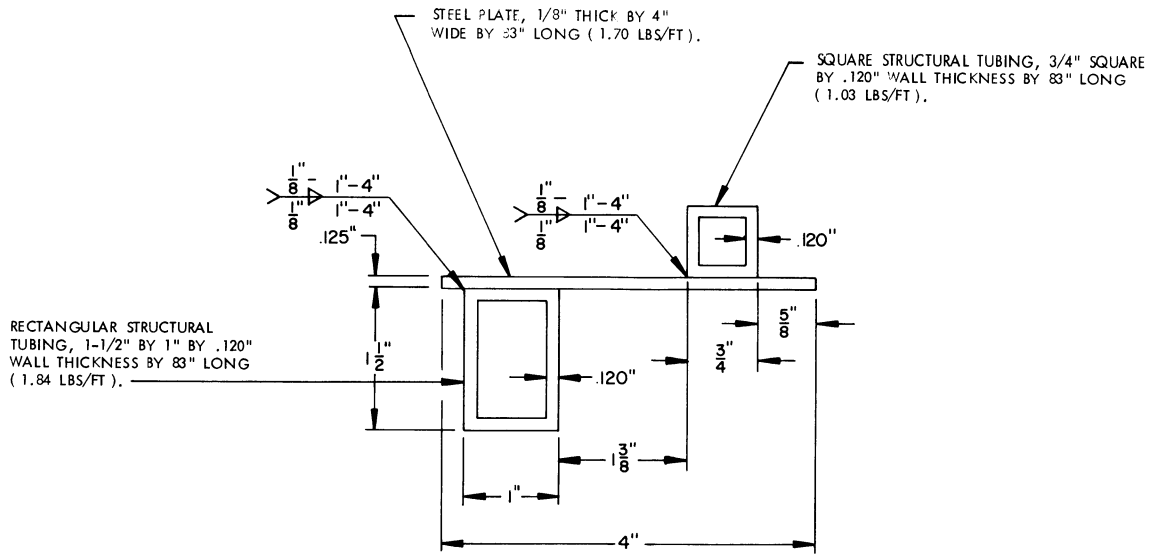 STEEL PLATE, 1/8" THICK BY 4"
WIDE BY 83" LONG ( 1.70 LBS/FT ).
SQUARE STRUCTURAL TUBING, 3/4" SQUARE
BY .120" WALL THICKNESS BY 83" LONG
( 1.03 LBS/FT ).
1/8" 1"-4"
1/8 1"-4"
1/8" 1"-4"
1/8 1"-4"
.125"
.120"
5/8
3/4"
RECTANGULAR STRUCTURAL
TUBING, 1-1/2" BY 1" BY .120"
WALL THICKNESS BY 83" LONG
( 1.84 LBS/FT ).
1 1/2"
.120"
1 3/8"
1"
4"